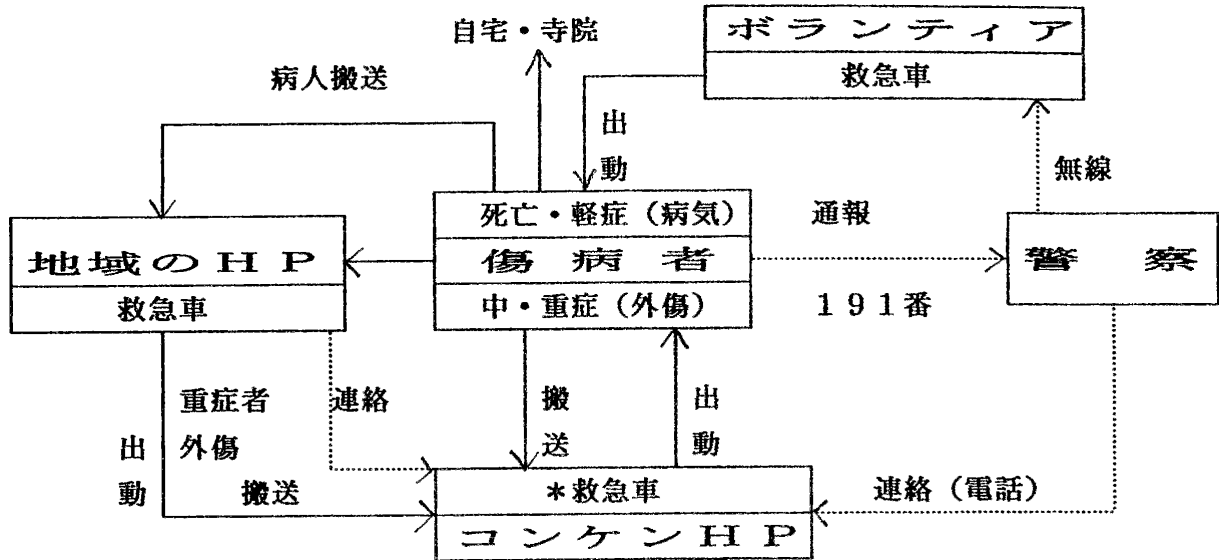 自宅・寺院
ボランティア
救急車
病人搬送
出動
無線
死亡・軽症（病気）
通報
地域のＨＰ
傷病者
警察
救急車
中・重症（外傷）
１９１番
重症者
外傷
連絡
搬送
出動
出動
搬送
＊救急車
連絡（電話）
コンケンＨＰ